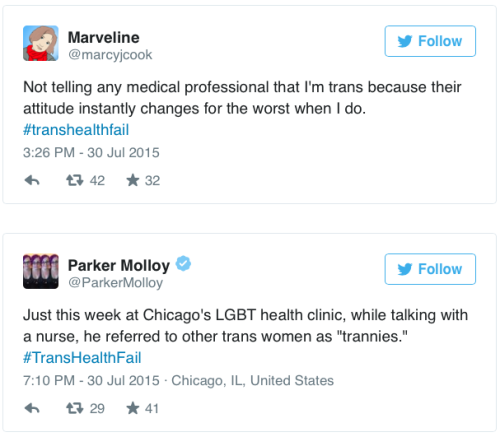 Marveline
@marcyjcook
Follow
Not telling any medical professional that I'm trans because their
attitude instantly changes for the worst when I do.
#transhealthfail
3:26 PM - 30 Jul 2015
42 32
Parker Molloy
@ParkerMolloy
Follow
Just this week at Chicago's LGBT health clinic, while talking with
a nurse, he referred to other trans women as "trannies."
#TransHealthFail
7:10 PM - 30 Jul 2015 · Chicago, IL, United States
29 41